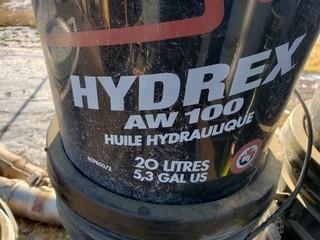 HYDREX
AW 100
HUILE HYDRAULIQUE
20 LITRES
5,3 GAL US